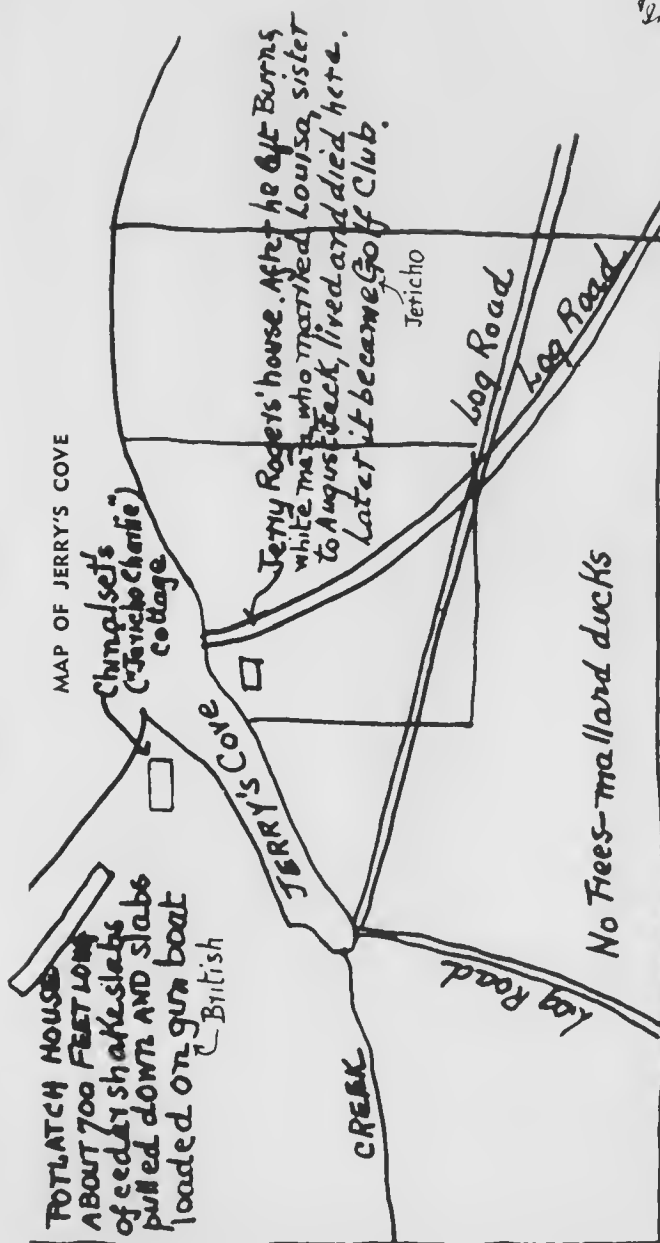 MAP OF JERRY'S COVE
POTLATCH HOUSE
ABOUT 700 FEET LONG
of cedar shake slabs
pulled down AND slabs
loaded on gun boat
British
Chinalset's
("Jericho Charlie")
cottage
Jerry Rogers' house. After he left Burns,
white man, who married Louisa, sister
to August Jack, lived and died here.
Later it became Golf Club.
Jericho
JERRY'S COVE
CREEK
Log Road
Log Road
Log Road
No Trees-mallard ducks